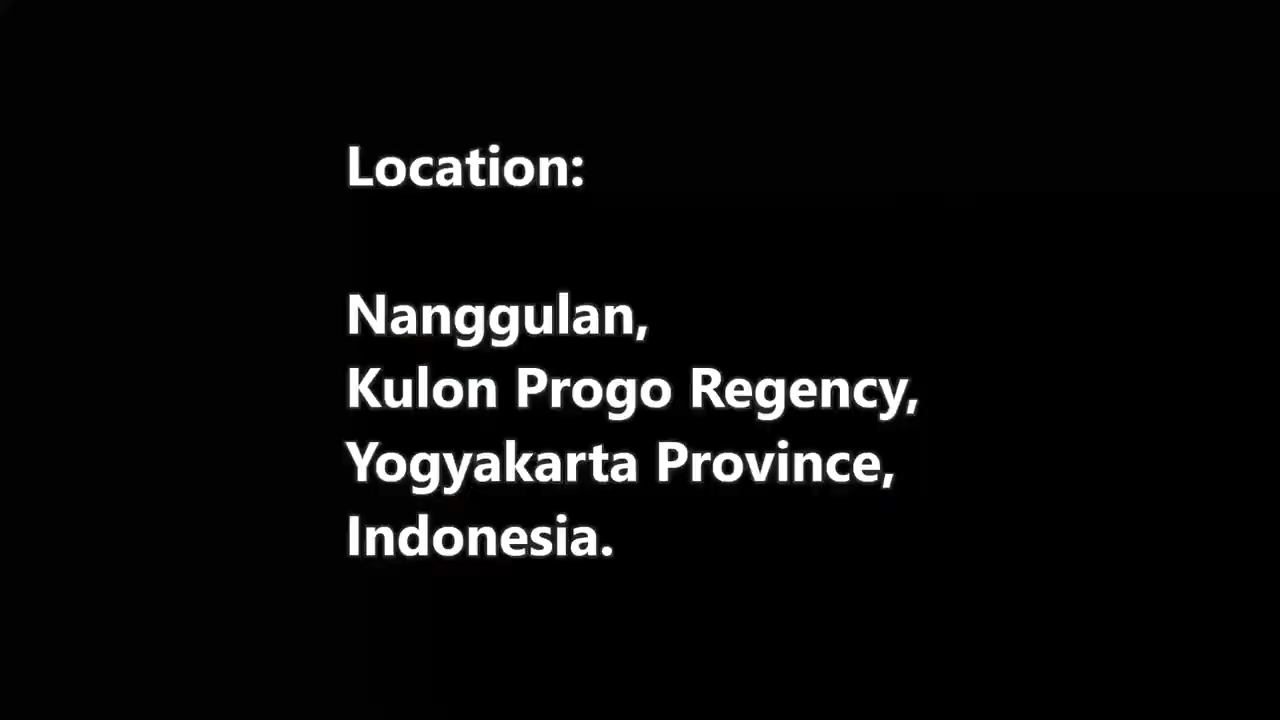 Location:
Nanggulan,
Kulon Progo Regency,
Yogyakarta Province,
Indonesia.